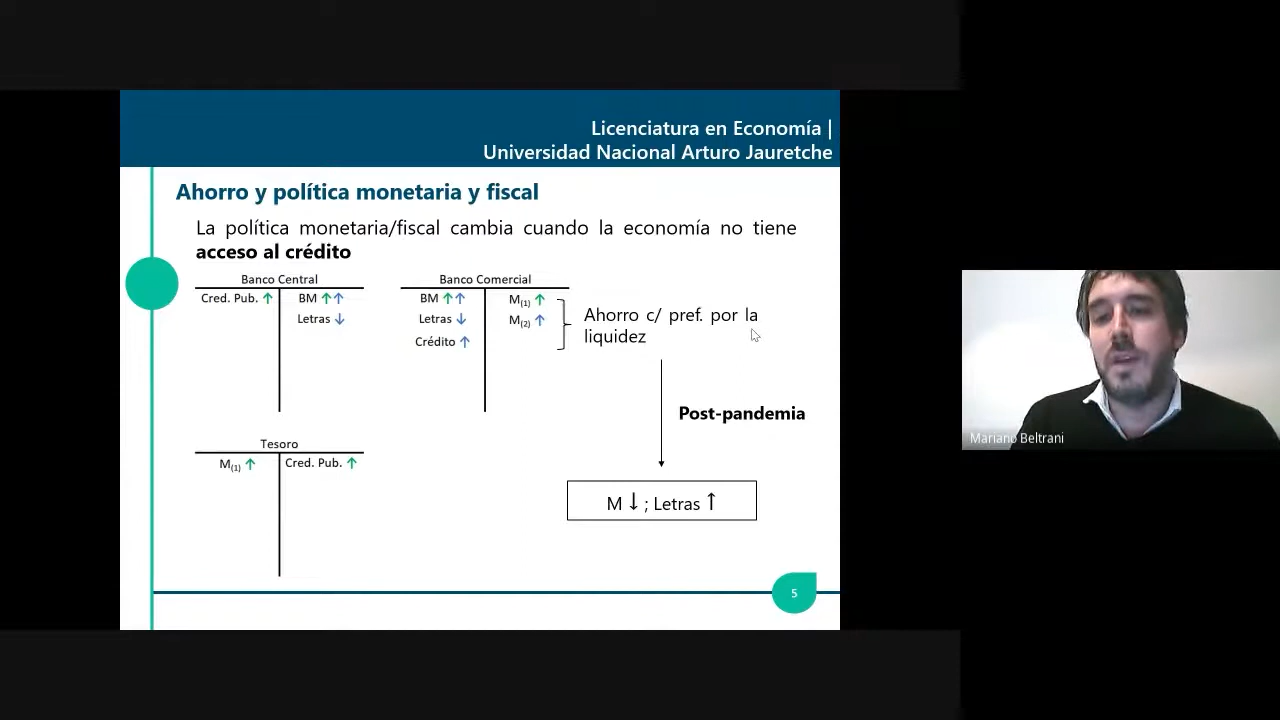 Licenciatura en Economía |
Universidad Nacional Arturo Jauretche
Ahorro y política monetaria y fiscal
La política monetaria/fiscal cambia cuando la economía no tiene
acceso al crédito
Banco Central
Cred. Pub. ↑ BM ↑↑
Letras ↓
Banco Comercial
BM ↑↑ M(1) ↑
Letras ↓ M(2) ↑
Crédito ↑
Ahorro c/ pref. por la
liquidez
Post-pandemia
M ↓ ; Letras ↑
Tesoro
M(1) ↑ Cred. Pub. ↑
5
Mariano Beltrani